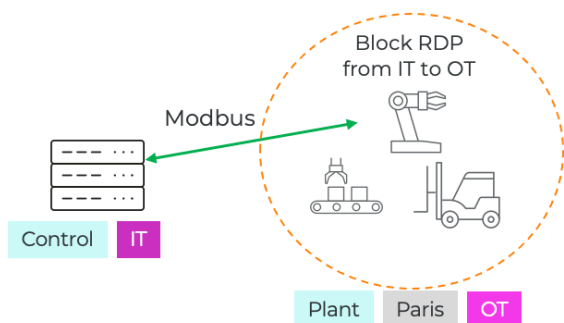 Block RDP
from IT to OT
Modbus
Control IT
Plant Paris OT